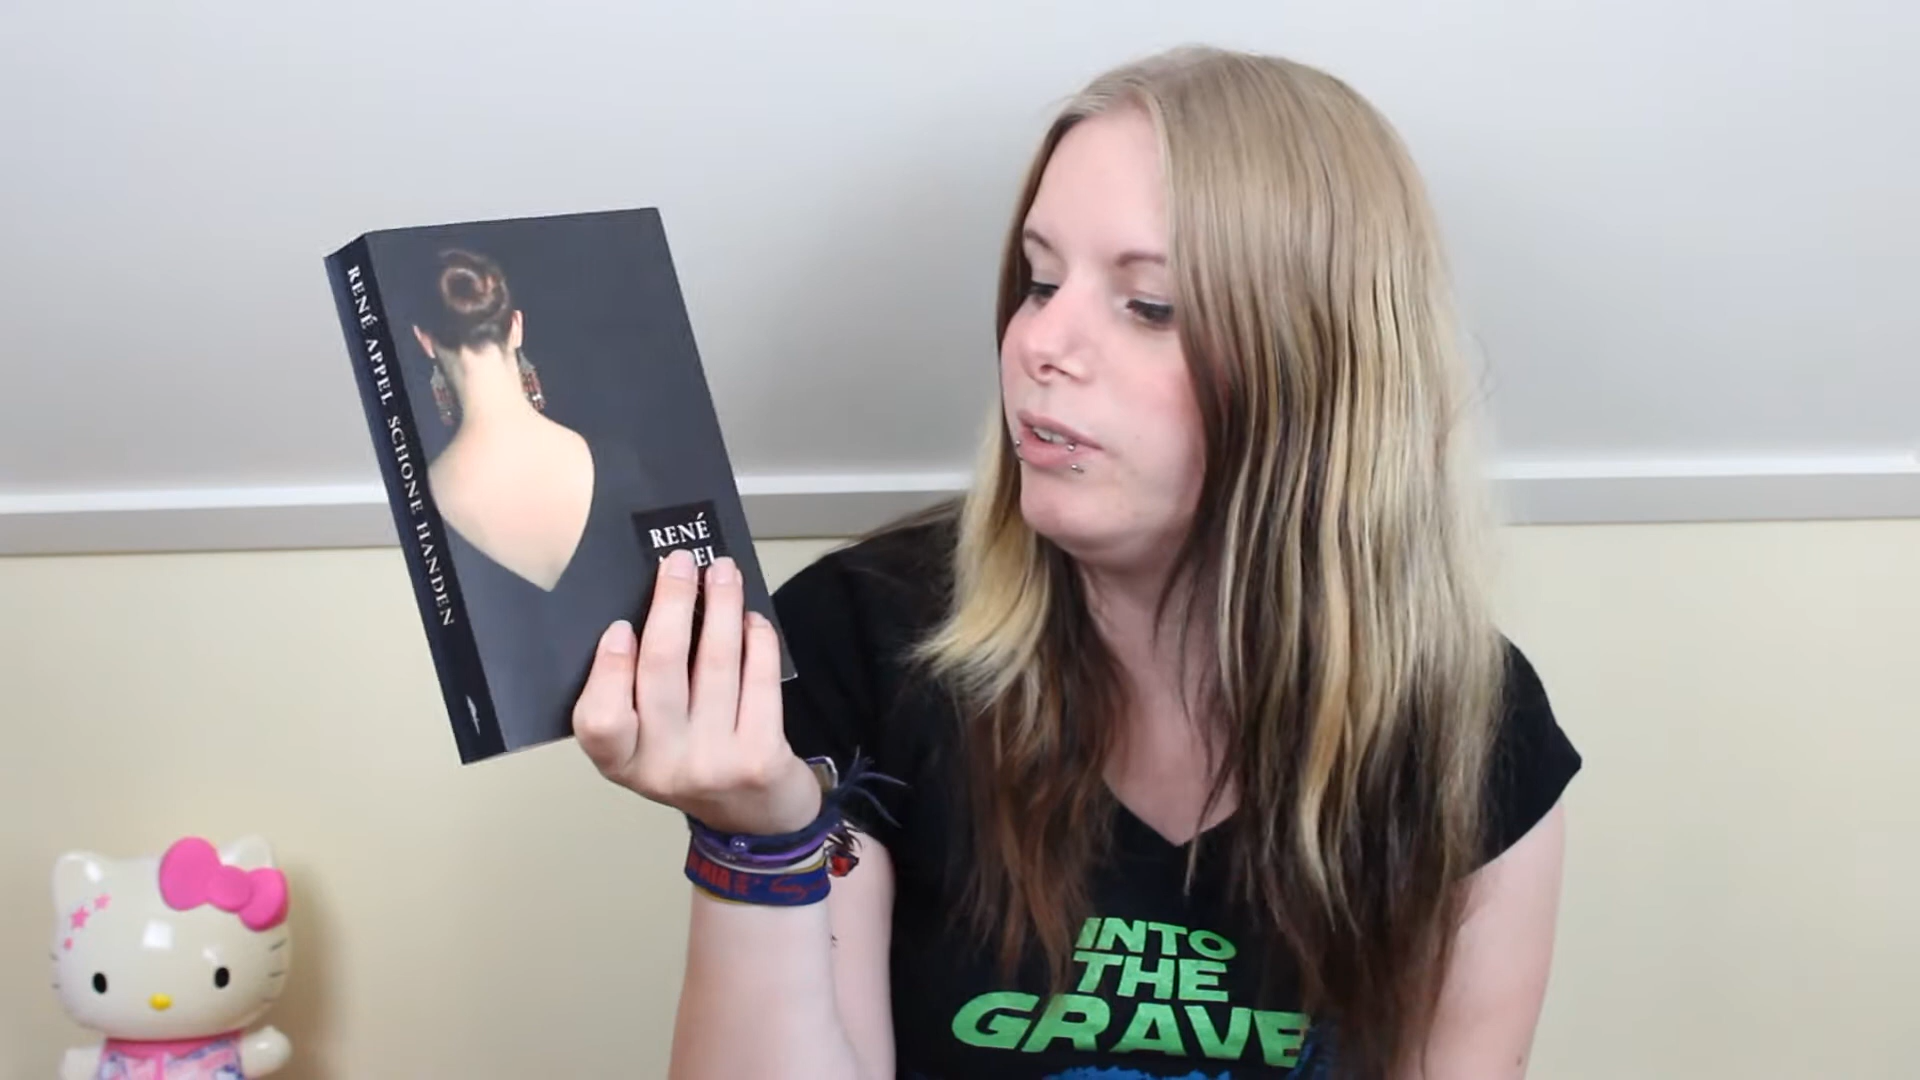 RENÉ APPEL SCHONE HANDEN
RENÉ
INTO
THE
GRAVE